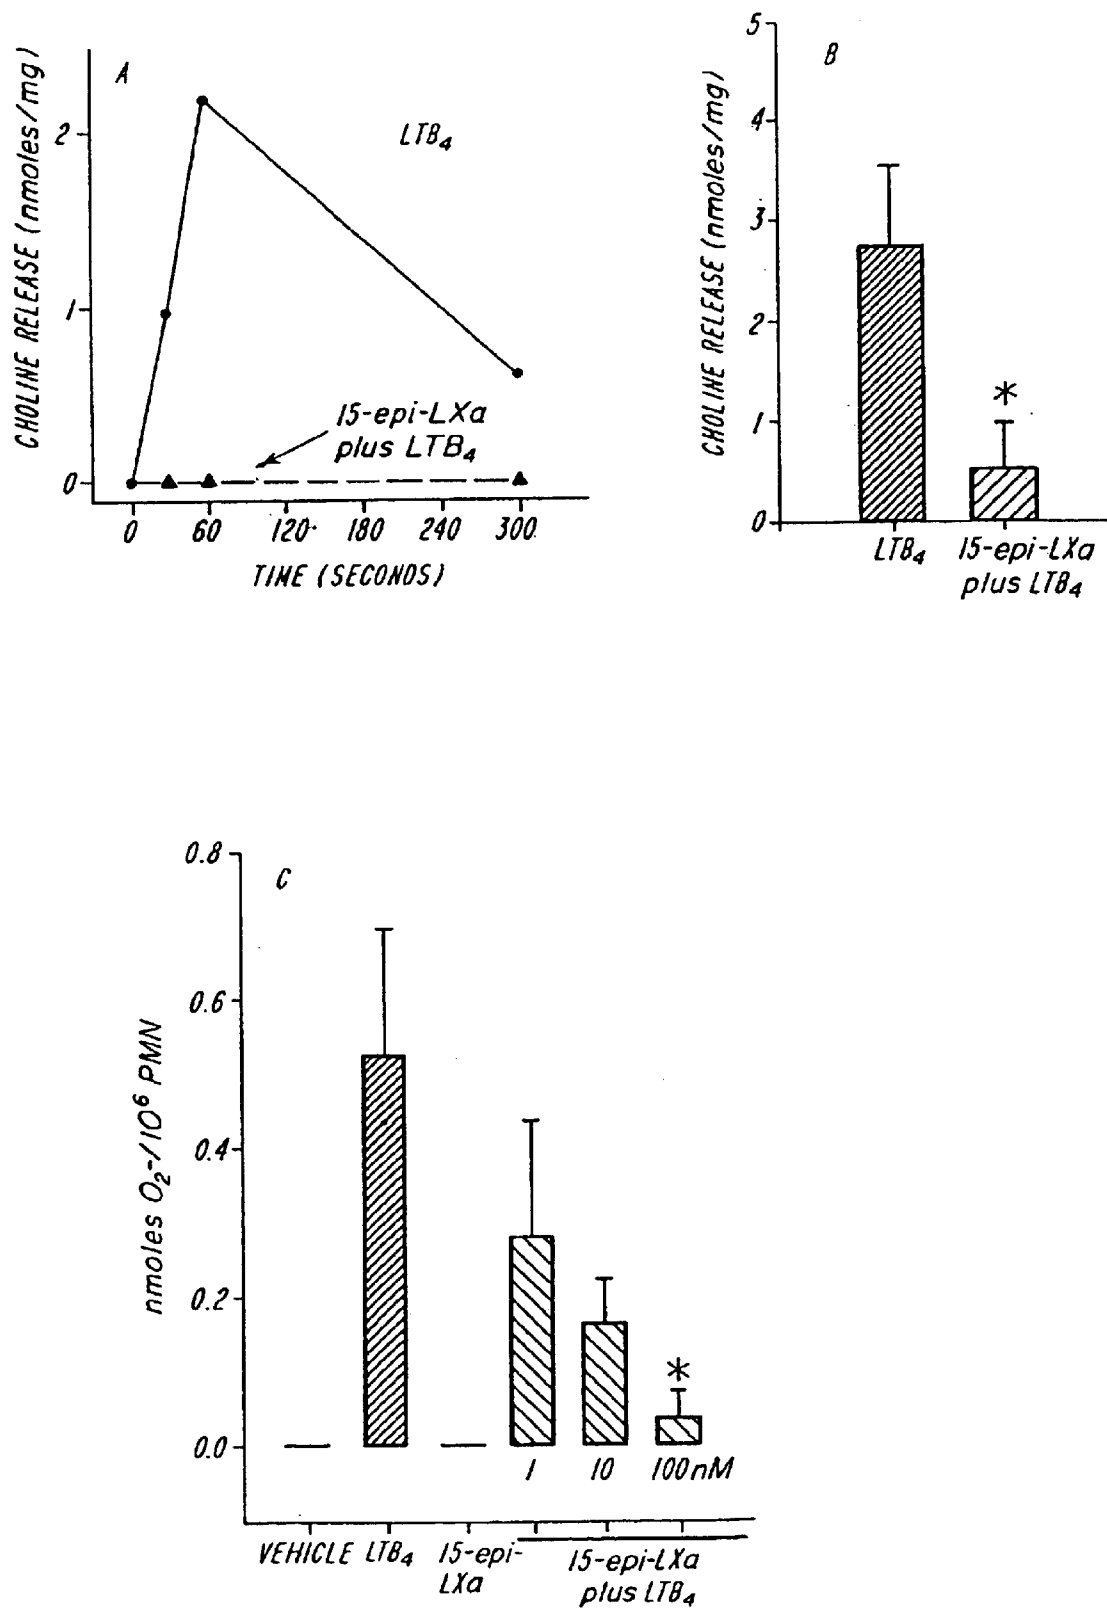 A
CHOLINE RELEASE (nmoles/mg)
2
1
0
LTB4
15-epi-LXa
plus LTB4
0 60 120 180 240 300
TIME (SECONDS)
B
CHOLINE RELEASE (nmoles/mg)
5
4
3
2
1
0
*
LTB4 15-epi-LXa
plus LTB4
C
nmoles O2-/10^6 PMN
0.8
0.6
0.4
0.2
0.0
*
1 10 100 nM
VEHICLE LTB4 15-epi-
LXa
15-epi-LXa
plus LTB4